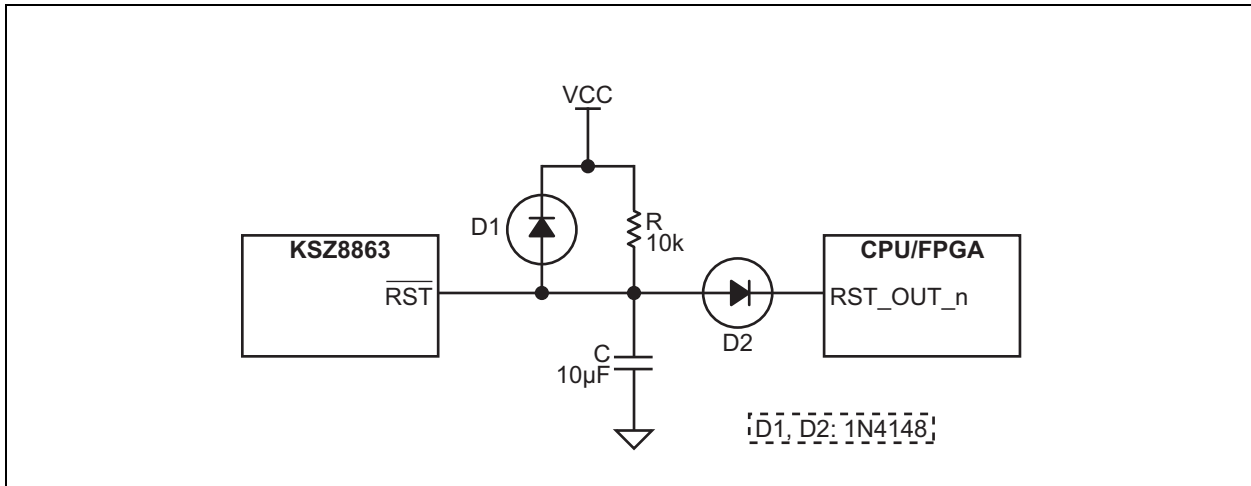 VCC
D1
R
10k
KSZ8863
RST
CPU/FPGA
RST_OUT_n
D2
C
10µF
D1, D2: 1N4148